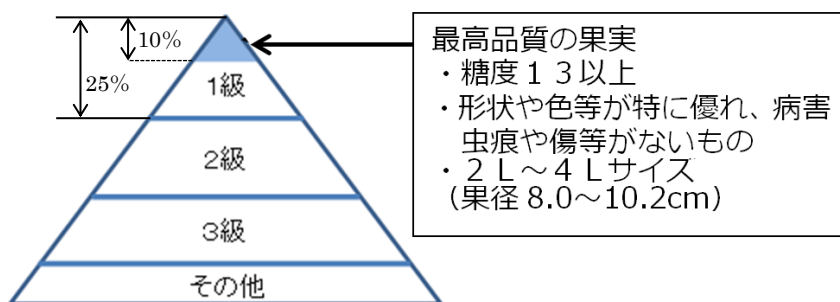 10%
25%
1級
2級
3級
その他
最高品質の果実
・糖度13以上
・形状や色等が特に優れ、病害
虫痕や傷等がないもの
・2L～4Lサイズ
（果径8.0～10.2cm）